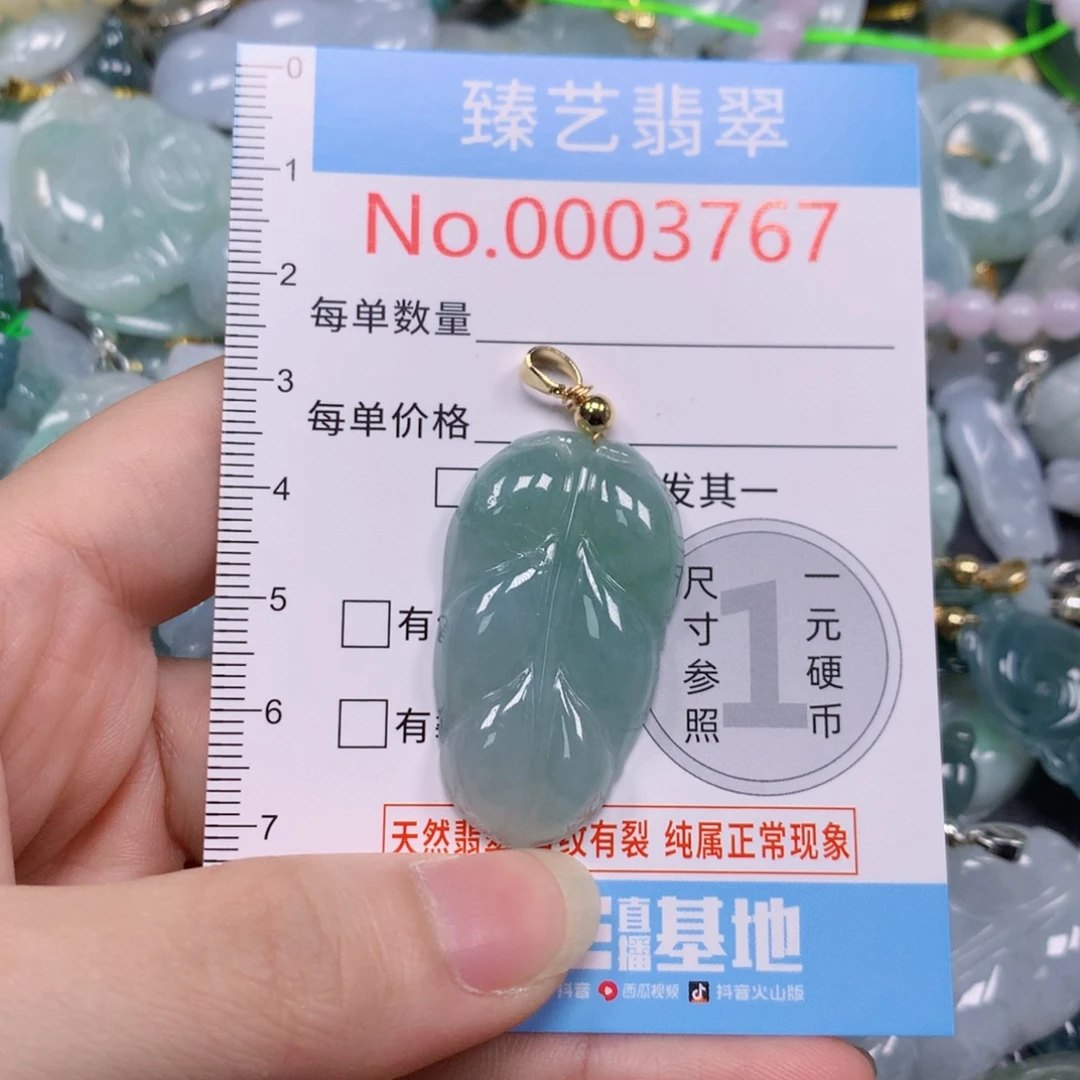 0
臻艺翡翠
1
No.0003767
2
每单数量
3
每单价格
4
发其一
5
有
尺寸参照
1
一元硬币
6
有
7
天然翡 纹有裂 纯属正常现象
直播基地
抖音 西瓜视频 抖音火山版